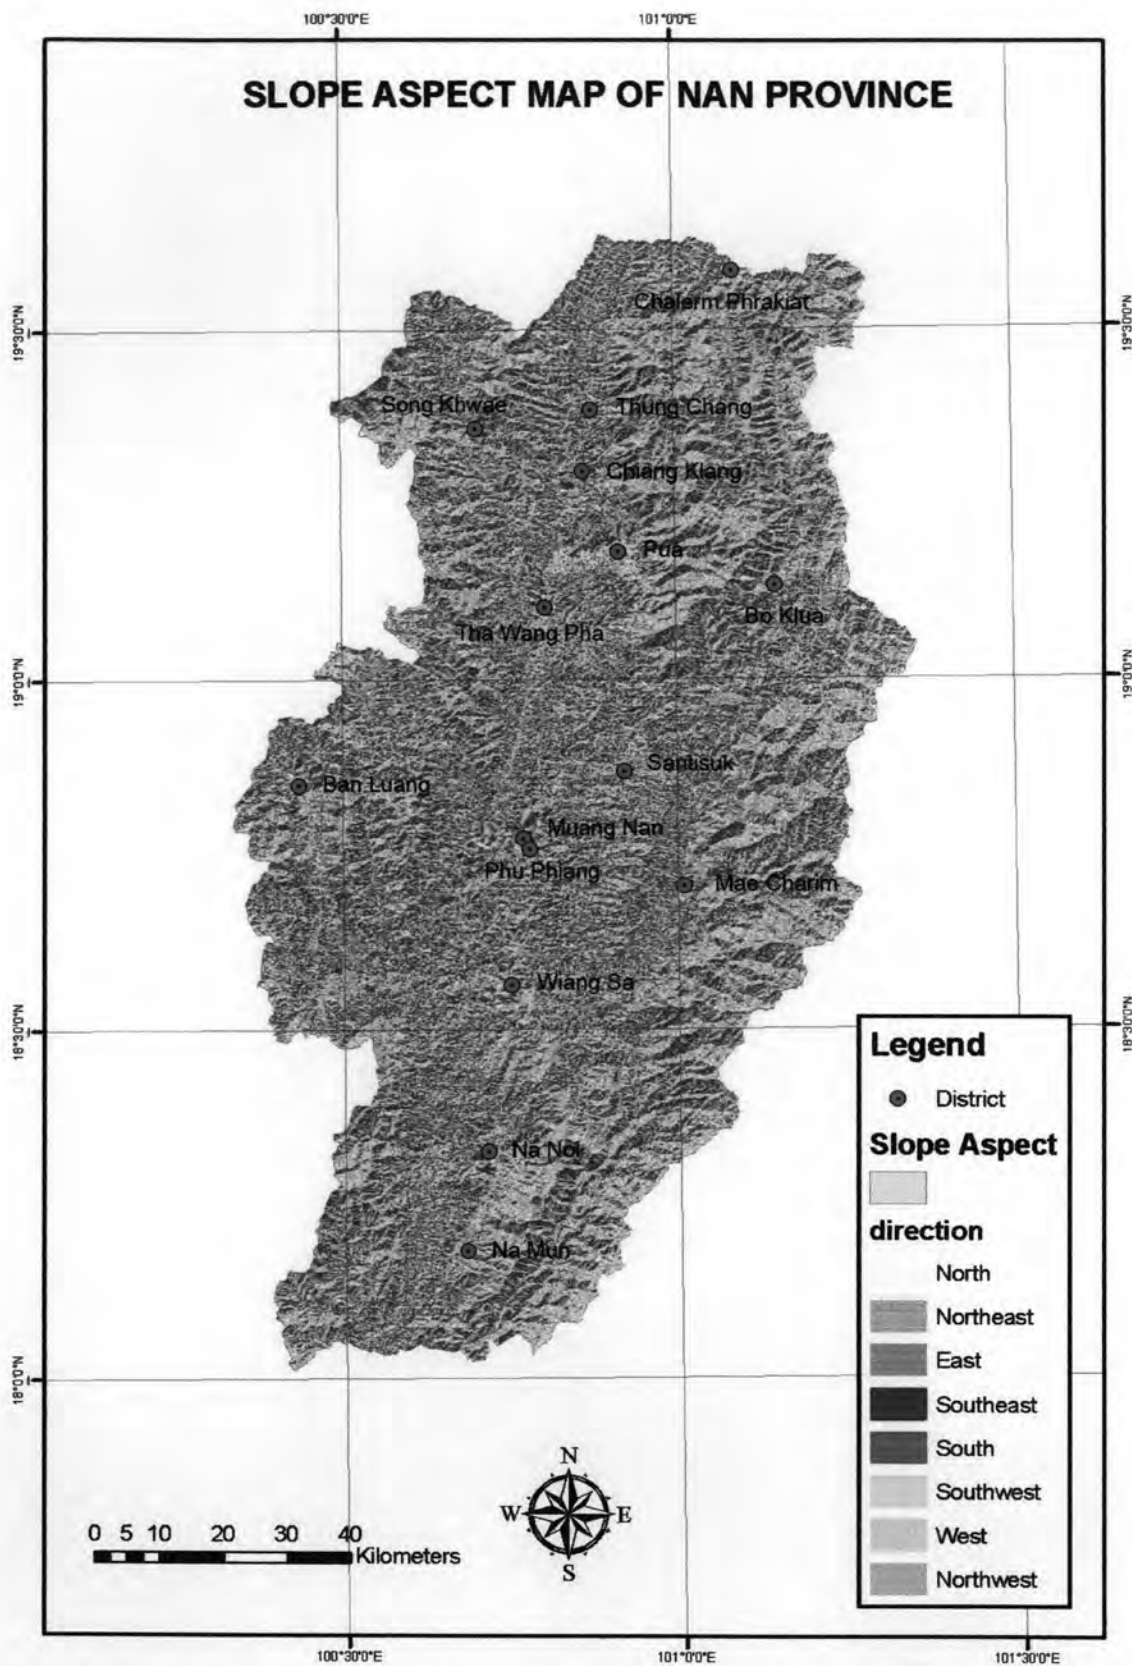 100°30'0"E
101°0'0"E
SLOPE ASPECT MAP OF NAN PROVINCE
Chalerm Phrakiat
19°30'0"N
19°30'0"N
Song Khwae
Thung Chang
Chiang Klang
Pua
Bo Klua
Tha Wang Pha
19°0'0"N
19°0'0"N
Santisuk
Ban Luang
Muang Nan
Phu Phiang
Mae Charim
Wiang Sa
18°30'0"N
18°30'0"N
Na Noi
Na Mun
18°0'0"N
Legend
District
Slope Aspect
direction
North
Northeast
East
Southeast
South
Southwest
West
Northwest
N
W E
S
0 5 10 20 30 40
Kilometers
100°30'0"E
101°0'0"E
101°30'0"E